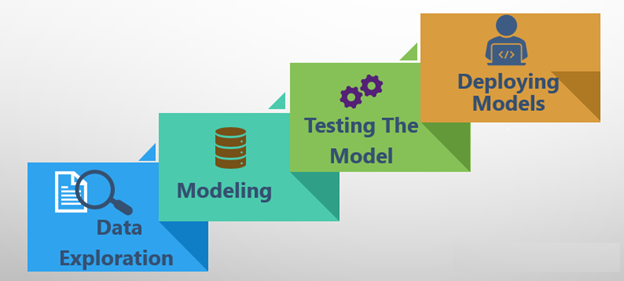 Data
Exploration
Modeling
Testing The
Model
Deploying
Models